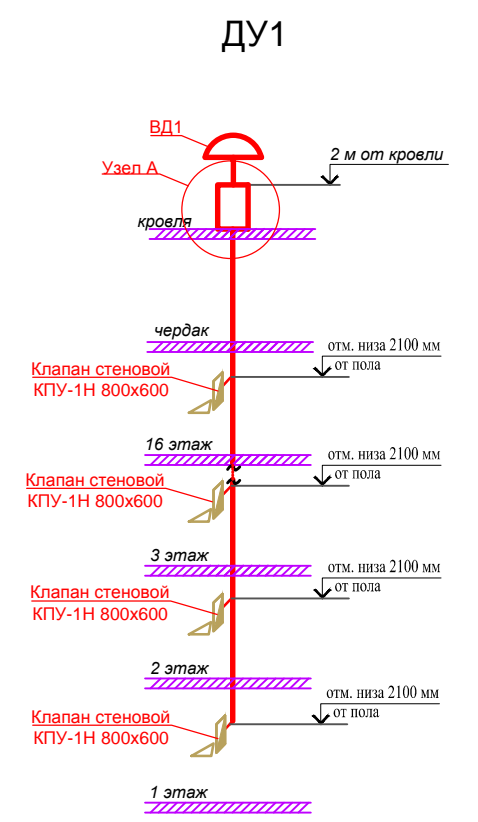 ДУ1
ВД1
2 м от кровли
Узел А
кровля
чердак
отм. низа 2100 мм
от пола
Клапан стеновой
КПУ-1Н 800х600
16 этаж
отм. низа 2100 мм
от пола
Клапан стеновой
КПУ-1Н 800х600
3 этаж
отм. низа 2100 мм
от пола
Клапан стеновой
КПУ-1Н 800х600
2 этаж
отм. низа 2100 мм
от пола
Клапан стеновой
КПУ-1Н 800х600
1 этаж